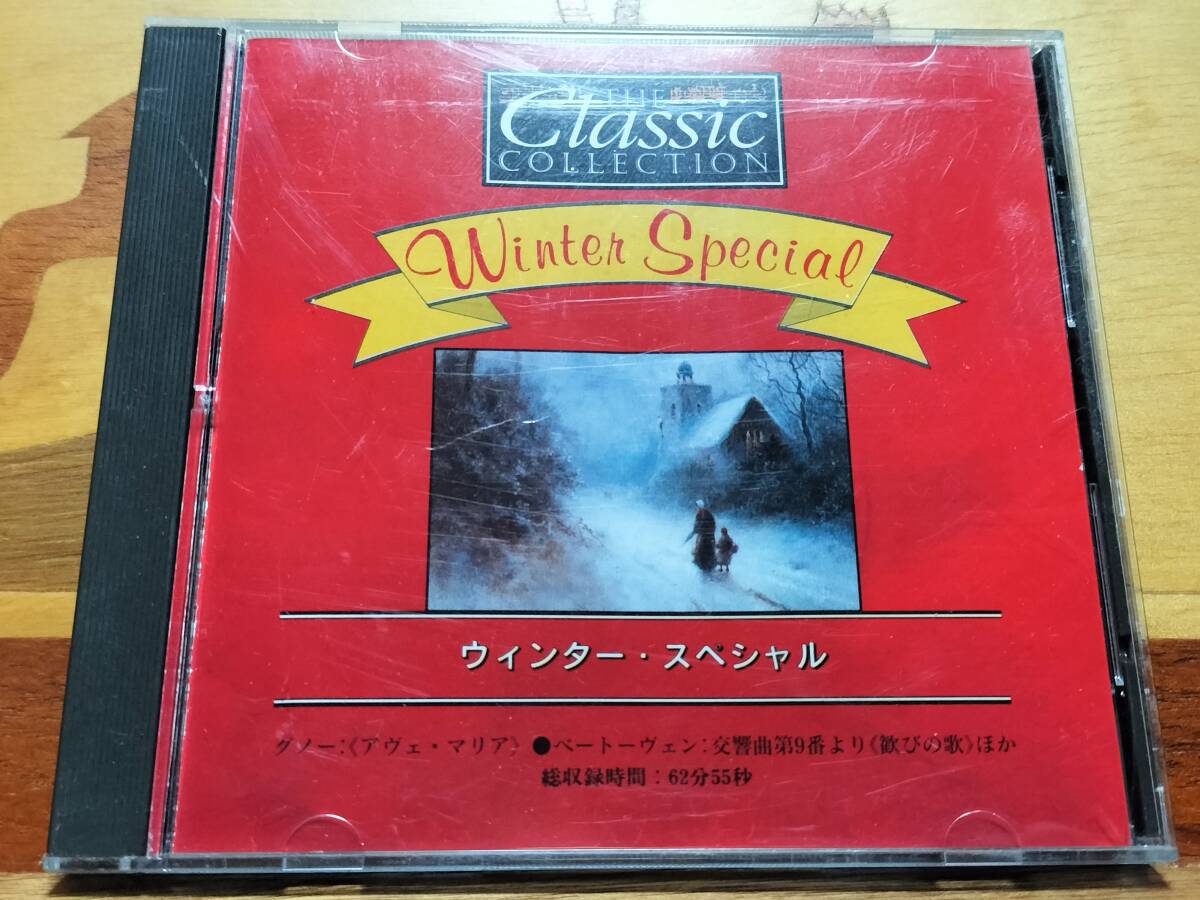 THE
Classic
COLLECTION
Winter Special
ウィンター・スペシャル
グノー:《アヴェ・マリア》 ●ベートーヴェン:交響曲第9番より《歓びの歌》ほか
総収録時間:62分55秒